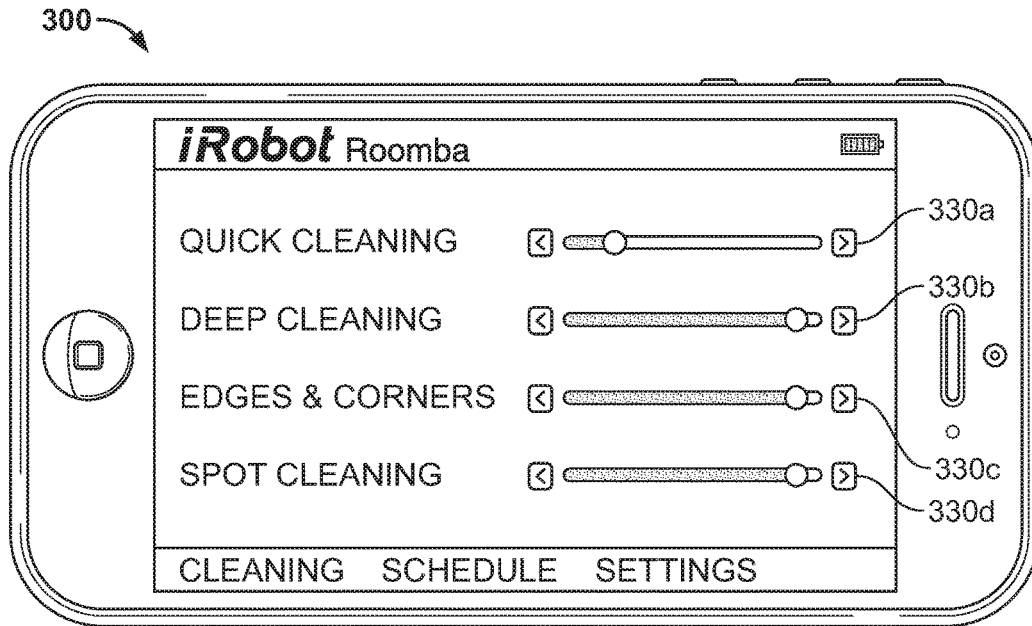 300
iRobot Roomba
QUICK CLEANING < > 330a
DEEP CLEANING < > 330b
EDGES & CORNERS < > 330c
SPOT CLEANING < > 330d
CLEANING SCHEDULE SETTINGS